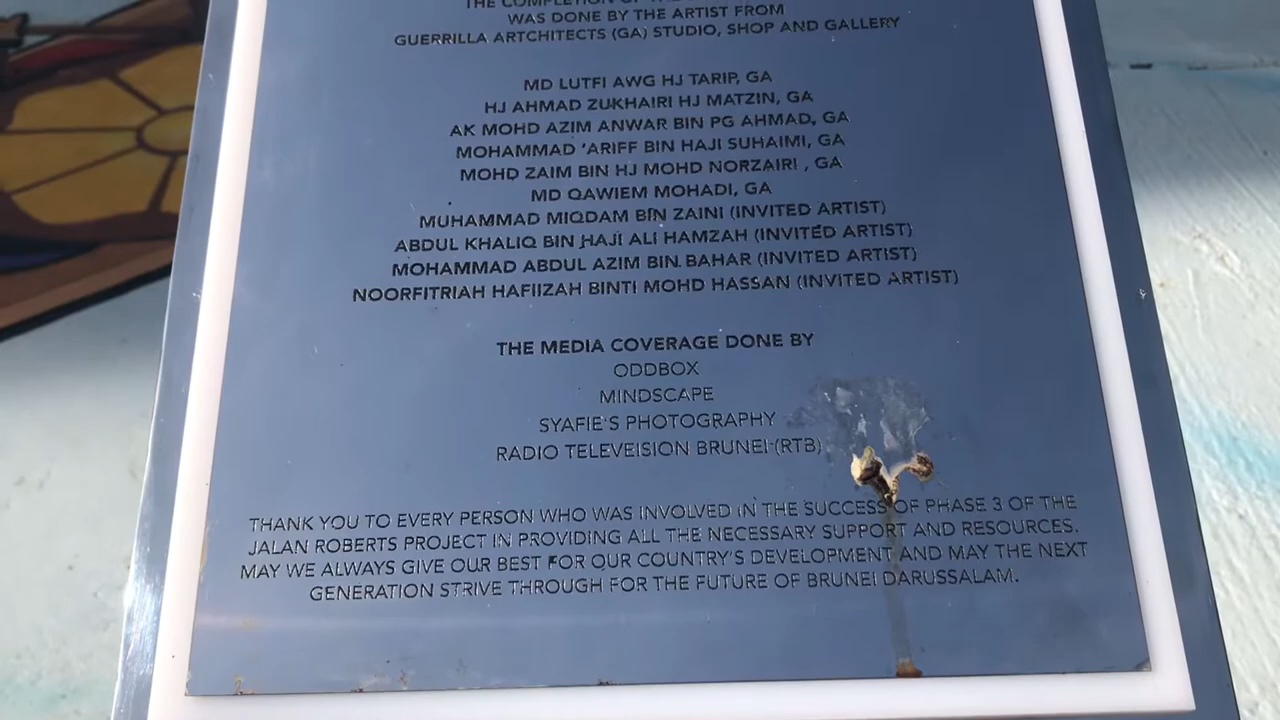 THE COMPLETION OF
WAS DONE BY THE ARTIST FROM
GUERRILLA ARTCHITECTS (GA) STUDIO, SHOP AND GALLERY
MD LUTFI AWG HJ TARIP, GA
HJ AHMAD ZUKHAIRI HJ MATZIN, GA
AK MOHD AZIM ANWAR BIN PG AHMAD, GA
MOHAMMAD 'ARIFF BIN HAJI SUHAIMI, GA
MOHD ZAIM BIN HJ MOHD NORZAIRI , GA
MD QAWIEM MOHADI, GA
MUHAMMAD MIQDAM BIN ZAINI (INVITED ARTIST)
ABDUL KHALIQ BIN HAJI ALI HAMZAH (INVITED ARTIST)
MOHAMMAD ABDUL AZIM BIN BAHAR (INVITED ARTIST)
NOORFITRIAH HAFIIZAH BINTI MOHD HASSAN (INVITED ARTIST)
THE MEDIA COVERAGE DONE BY
ODDBOX
MINDSCAPE
SYAFIE'S PHOTOGRAPHY
RADIO TELEVEISION BRUNEI (RTB)
THANK YOU TO EVERY PERSON WHO WAS INVOLVED IN THE SUCCESS OF PHASE 3 OF THE
JALAN ROBERTS PROJECT IN PROVIDING ALL THE NECESSARY SUPPORT AND RESOURCES.
MAY WE ALWAYS GIVE OUR BEST FOR OUR COUNTRY'S DEVELOPMENT AND MAY THE NEXT
GENERATION STRIVE THROUGH FOR THE FUTURE OF BRUNEI DARUSSALAM.